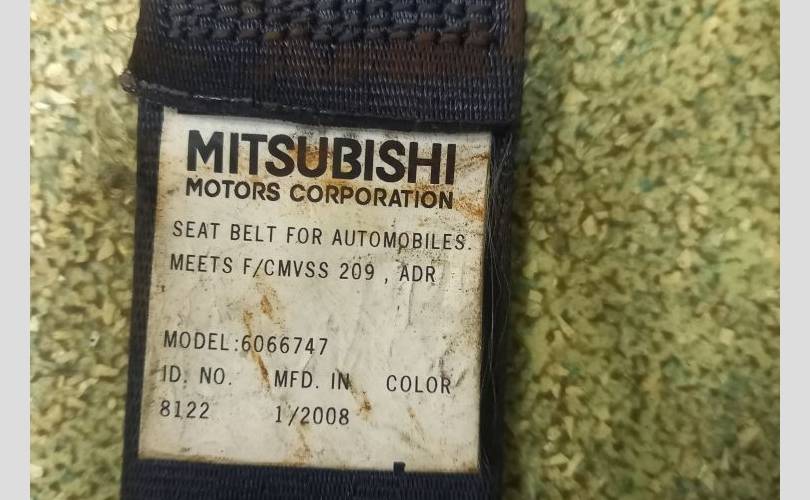 MITSUBISHI
MOTORS CORPORATION
SEAT BELT FOR AUTOMOBILES.
MEETS F/CMVSS 209 , ADR
MODEL:6066747
ID. NO. MFD. IN COLOR
8122 1/2008